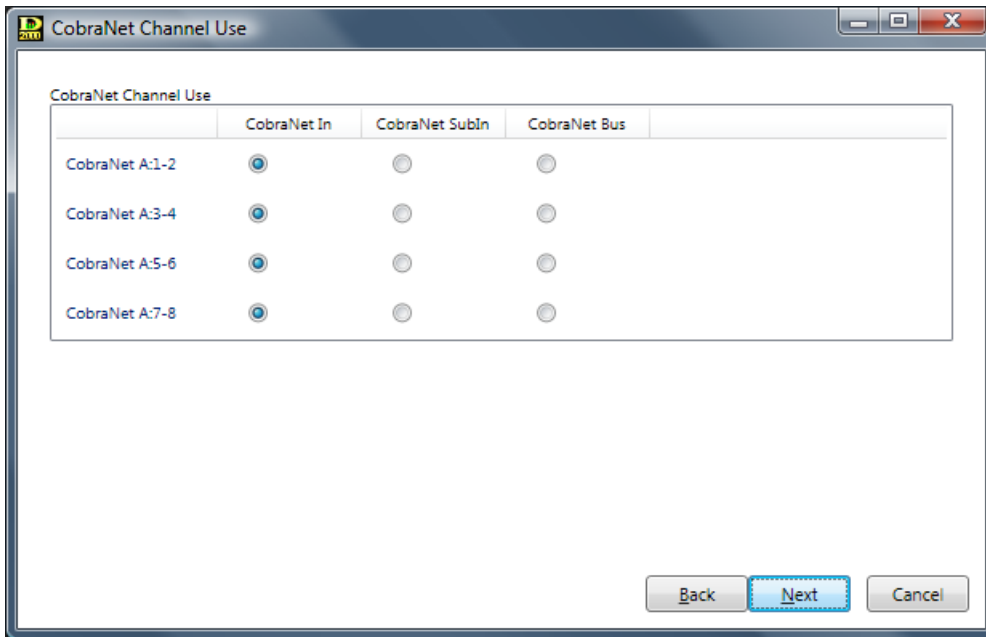 CobraNet Channel Use
CobraNet Channel Use
CobraNet In CobraNet SubIn CobraNet Bus
CobraNet A:1-2
CobraNet A:3-4
CobraNet A:5-6
CobraNet A:7-8
Back Next Cancel